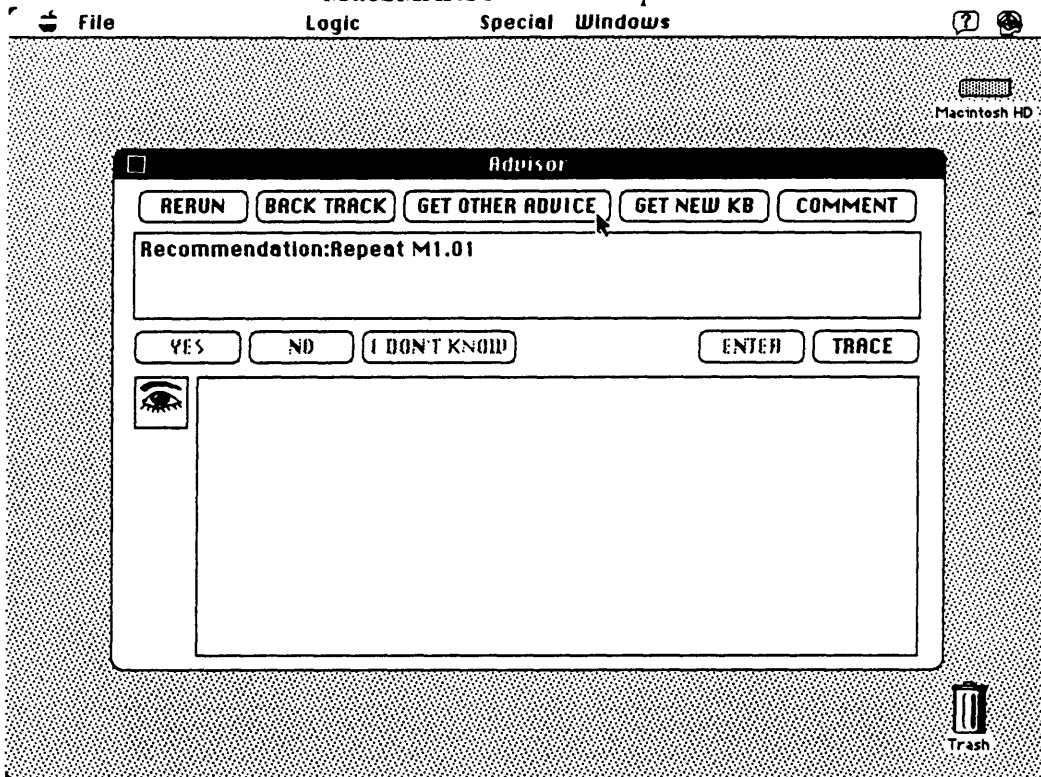 File Logic Special Windows ?
Macintosh HD
Advisor
RERUN BACK TRACK GET OTHER ADVICE GET NEW KB COMMENT
Recommendation:Repeat M1.01
YES NO I DON'T KNOW ENTER TRACE
Trash